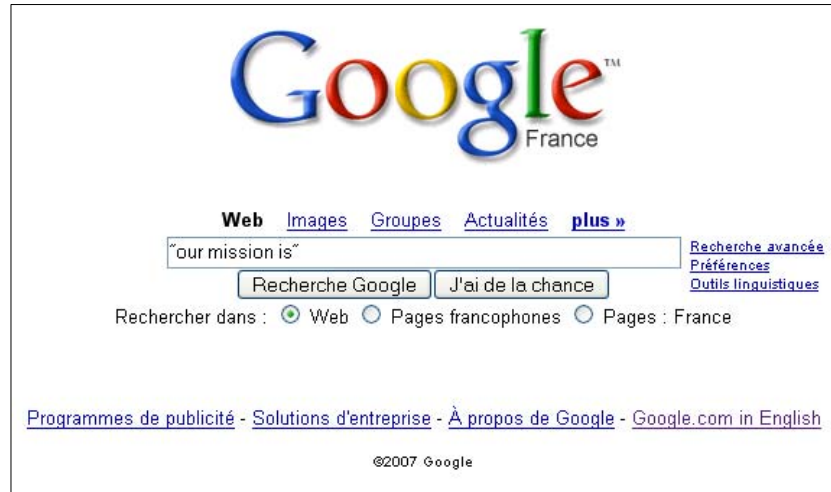 Google™
France
Web Images Groupes Actualités plus »
"our mission is"
Recherche avancée
Préférences
Outils linguistiques
Recherche Google J'ai de la chance
Rechercher dans : Web Pages francophones Pages : France
Programmes de publicité - Solutions d'entreprise - À propos de Google - Google.com in English
©2007 Google